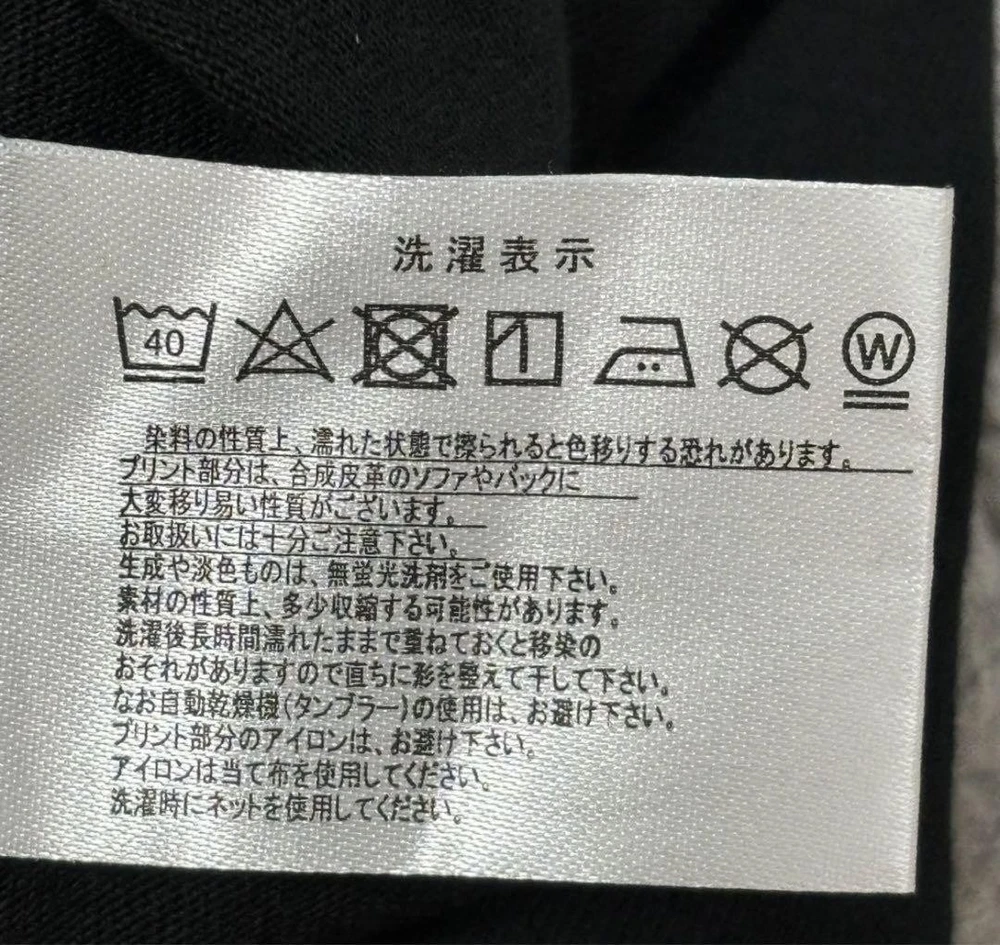 洗濯表示
40
W
染料の性質上、濡れた状態で擦られると色移りする恐れがあります。
プリント部分は、合成皮革のソファやバックに
大変移り易い性質がございます。
お取扱いには十分ご注意下さい。
生成や淡色ものは、無蛍光洗剤をご使用下さい。
素材の性質上、多少収縮する可能性があります。
洗濯後長時間濡れたままで重ねておくと移染の
おそれがありますので直ちに形を整えて干して下さい。
なお自動乾燥機(タンブラー)の使用は、お避け下さい。
プリント部分のアイロンは、お避け下さい。
アイロンは当て布を使用してください。
洗濯時にネットを使用してください。